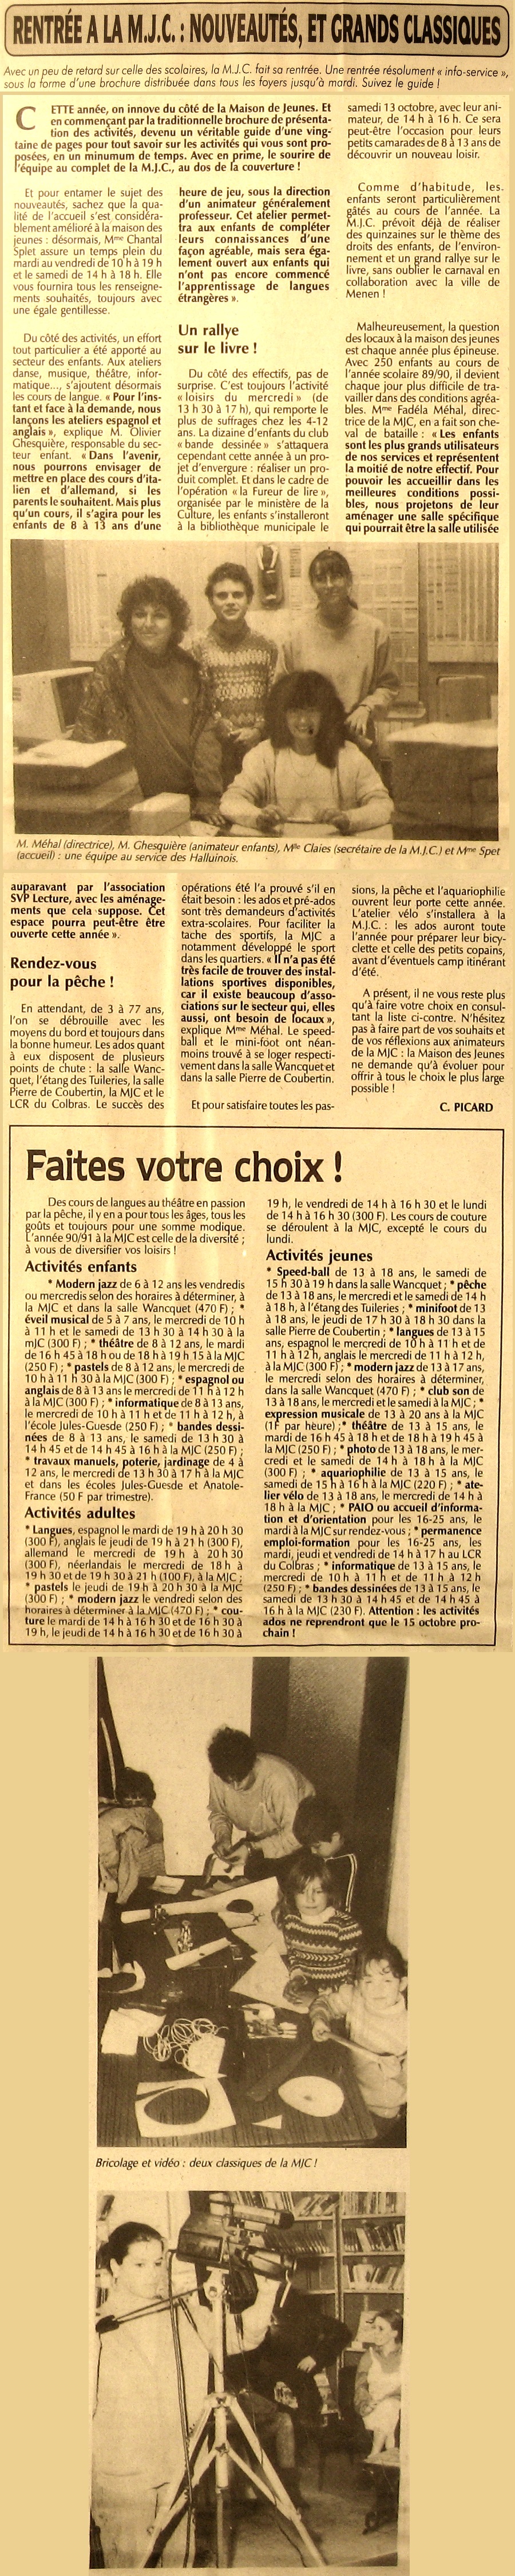 RENTRÉE A LA M.J.C. : NOUVEAUTÉS, ET GRANDS CLASSIQUES
Avec un peu de retard sur celle des scolaires, la M.J.C. fait sa rentrée. Une rentrée résolument « info-service »,
sous la forme d'une brochure distribuée dans tous les foyers jusqu'à mardi. Suivez le guide !
CETTE année, on innove du côté de la Maison de Jeunes. Et
en commençant par la traditionnelle brochure de présenta-
tion des activités, devenu un véritable guide d'une ving-
taine de pages pour tout savoir sur les activités qui vous sont pro-
posées, en un minumum de temps. Avec en prime, le sourire de
l'équipe au complet de la M.J.C., au dos de la couverture !
Et pour entamer le sujet des
nouveautés, sachez que la qua-
lité de l'accueil s'est considéra-
blement amélioré à la maison des
jeunes : désormais, Mme Chantal
Splet assure un temps plein du
mardi au vendredi de 10 h à 19 h
et le samedi de 14 h à 18 h. Elle
vous fournira tous les renseigne-
ments souhaités, toujours avec
une égale gentillesse.
Du côté des activités, un effort
tout particulier a été apporté au
secteur des enfants. Aux ateliers
danse, musique, théâtre, infor-
matique..., s'ajoutent désormais
les cours de langue. « Pour l'ins-
tant et face à la demande, nous
lançons les ateliers espagnol et
anglais », explique M. Olivier
Ghesquière, responsable du sec-
teur enfant. « Dans l'avenir,
nous pourrons envisager de
mettre en place des cours d'ita-
lien et d'allemand, si les
parents le souhaitent. Mais plus
qu'un cours, il s'agira pour les
enfants de 8 à 13 ans d'une
heure de jeu, sous la direction
d'un animateur généralement
professeur. Cet atelier permet-
tra aux enfants de compléter
leurs connaissances d'une
façon agréable, mais sera éga-
lement ouvert aux enfants qui
n'ont pas encore commencé
l'apprentissage de langues
étrangères ».
Un rallye
sur le livre !
Du côté des effectifs, pas de
surprise. C'est toujours l'activité
« loisirs du mercredi » (de
13 h 30 à 17 h), qui remporte le
plus de suffrages chez les 4-12
ans. La dizaine d'enfants du club
« bande dessinée » s'attaquera
cependant cette année à un pro-
jet d'envergure : réaliser un pro-
duit complet. Et dans le cadre de
l'opération « la Fureur de lire »,
organisée par le ministère de la
Culture, les enfants s'installeront
à la bibliothèque municipale le
samedi 13 octobre, avec leur ani-
mateur, de 14 h à 16 h. Ce sera
peut-être l'occasion pour leurs
petits camarades de 8 à 13 ans de
découvrir un nouveau loisir.
Comme d'habitude, les
enfants seront particulièrement
gâtés au cours de l'année. La
M.J.C. prévoit déjà de réaliser
des quinzaines sur le thème des
droits des enfants, de l'environ-
nement et un grand rallye sur le
livre, sans oublier le carnaval en
collaboration avec la ville de
Menen !
Malheureusement, la question
des locaux à la maison des jeunes
est chaque année plus épineuse.
Avec 250 enfants au cours de
l'année scolaire 89/90, il devient
chaque jour plus difficile de tra-
vailler dans des conditions agréa-
bles. Mme Fadéla Méhal, direc-
trice de la MJC, en a fait son che-
val de bataille : « Les enfants
sont les plus grands utilisateurs
de nos services et représentent
la moitié de notre effectif. Pour
pouvoir les accueillir dans les
meilleures conditions possi-
bles, nous projetons de leur
aménager une salle spécifique
qui pourrait être la salle utilisée
M. Méhal (directrice), M. Ghesquière (animateur enfants), Mlle Claies (secrétaire de la M.J.C.) et Mme Spet
(accueil) : une équipe au service des Halluinois.
auparavant par l'association
SVP Lecture, avec les aménage-
ments que cela suppose. Cet
espace pourra peut-être être
ouverte cette année ».
Rendez-vous
pour la pêche !
En attendant, de 3 à 77 ans,
l'on se débrouille avec les
moyens du bord et toujours dans
la bonne humeur. Les ados quant
à eux disposent de plusieurs
points de chute : la salle Wanc-
quet, l'étang des Tuileries, la salle
Pierre de Coubertin, la MJC et le
LCR du Colbras. Le succès des
opérations été l'a prouvé s'il en
était besoin : les ados et pré-ados
sont très demandeurs d'activités
extra-scolaires. Pour faciliter la
tache des sportifs, la MJC a
notamment développé le sport
dans les quartiers. « Il n'a pas été
très facile de trouver des instal-
lations sportives disponibles,
car il existe beaucoup d'asso-
ciations sur le secteur qui, elles
aussi, ont besoin de locaux »,
explique Mme Méhal. Le speed-
ball et le mini-foot ont néan-
moins trouvé à se loger respecti-
vement dans la salle Wancquet et
dans la salle Pierre de Coubertin.
Et pour satisfaire toutes les pas-
sions, la pêche et l'aquariophilie
ouvrent leur porte cette année.
L'atelier vélo s'installera à la
M.J.C. : les ados auront toute
l'année pour préparer leur bicy-
clette et celle des petits copains,
avant d'éventuels camp itinérant
d'été.
A présent, il ne vous reste plus
qu'à faire votre choix en consul-
tant la liste ci-contre. N'hésitez
pas à faire part de vos souhaits et
de vos réflexions aux animateurs
de la MJC : la Maison des Jeunes
ne demande qu'à évoluer pour
offrir à tous le choix le plus large
possible !
C. PICARD
Faites votre choix !
Des cours de langues au théâtre en passion
par la pêche, il y en a pour tous les âges, tous les
goûts et toujours pour une somme modique.
L'année 90/91 à la MJC est celle de la diversité ;
à vous de diversifier vos loisirs !
Activités enfants
* Modern jazz de 6 à 12 ans les vendredis
ou mercredis selon des horaires à déterminer, à
la MJC et dans la salle Wancquet (470 F) ; *
éveil musical de 5 à 7 ans, le mercredi de 10 h
à 11 h et le samedi de 13 h 30 à 14 h 30 à la
mJC (300 F) ; * théâtre de 8 à 12 ans, le mardi
de 16 h 45 à 18 h ou de 18 h à 19 h 15 à la MJC
(250 F) ; * pastels de 8 à 12 ans, le mercredi de
10 h à 11 h 30 à la MJC (300 F) ; * espagnol ou
anglais de 8 à 13 ans le mercredi de 11 h à 12 h
à la MJC (300 F) ; * informatique de 8 à 13 ans,
le mercredi de 10 h à 11 h et de 11 h à 12 h, à
l'école Jules-Guesde (250 F) ; * bandes dessi-
nées de 8 à 13 ans, le samedi de 13 h 30 à
14 h 45 et de 14 h 45 à 16 h à la MJC (250 F) ;
* travaux manuels, poterie, jardinage de 4 à
12 ans, le mercredi de 13 h 30 à 17 h à la MJC
et dans les écoles Jules-Guesde et Anatole-
France (50 F par trimestre).
Activités adultes
* Langues, espagnol le mardi de 19 h à 20 h 30
(300 F), anglais le jeudi de 19 h à 21 h (300 F),
allemand le mercredi de 19 h à 20 h 30
(300 F), néerlandais le mercredi de 18 h à
19 h 30 et de 19 h 30 à 21 h (100 F), à la MJC ;
* pastels le jeudi de 19 h à 20 h 30 à la MJC
(300 F) ; * modern jazz le vendredi selon des
horaires à déterminer à la MJC (470 F) ; * cou-
ture le mardi de 14 h à 16 h 30 et de 16 h 30 à
19 h, le jeudi de 14 h à 16 h 30 et de 16 h 30 à
19 h, le vendredi de 14 h à 16 h 30 et le lundi
de 14 h à 16 h 30 (300 F). Les cours de couture
se déroulent à la MJC, excepté le cours du
lundi.
Activités jeunes
* Speed-ball de 13 à 18 ans, le samedi de
15 h 30 à 19 h dans la salle Wancquet ; * pêche
de 13 à 18 ans, le mercredi et le samedi de 14 h
à 18 h, à l'étang des Tuileries ; * minifoot de 13
à 18 ans, le jeudi de 17 h 30 à 18 h 30 dans la
salle Pierre de Coubertin ; * langues de 13 à 15
ans, espagnol le mercredi de 10 h à 11 h et de
11 h à 12 h, anglais le mercredi de 11 h à 12 h,
à la MJC (300 F) ; * modern jazz de 13 à 17 ans,
le mercredi selon des horaires à déterminer,
dans la salle Wancquet (470 F) ; * club son de
13 à 18 ans, le mercredi et le samedi à la MJC ; *
expression musicale de 13 à 20 ans à la MJC
(1F par heure) ; * théâtre de 13 à 15 ans, le
mardi de 16 h 45 à 18 h et de 18 h à 19 h 45 à
la MJC (250 F) ; * photo de 13 à 18 ans, le mer-
credi et le samedi de 14 h à 18 h à la MJC
(300 F) ; * aquariophilie de 13 à 15 ans, le
samedi de 15 h à 16 h à la MJC (220 F) ; * ate-
lier vélo de 13 à 18 ans, le mercredi de 14 h à
18 h à la MJC ; * PAIO ou accueil d'informa-
tion et d'orientation pour les 16-25 ans, le
mardi à la MJC sur rendez-vous ; * permanence
emploi-formation pour les 16-25 ans, les
mardi, jeudi et vendredi de 14 h à 17 h au LCR
du Colbras ; * informatique de 13 à 15 ans, le
mercredi de 10 h à 11 h et de 11 h à 12 h
(250 F) ; * bandes dessinées de 13 à 15 ans, le
samedi de 13 h 30 à 14 h 45 et de 14 h 45 à
16 h à la MJC (230 F). Attention : les activités
ados ne reprendront que le 15 octobre pro-
chain !
Bricolage et vidéo : deux classiques de la MJC !